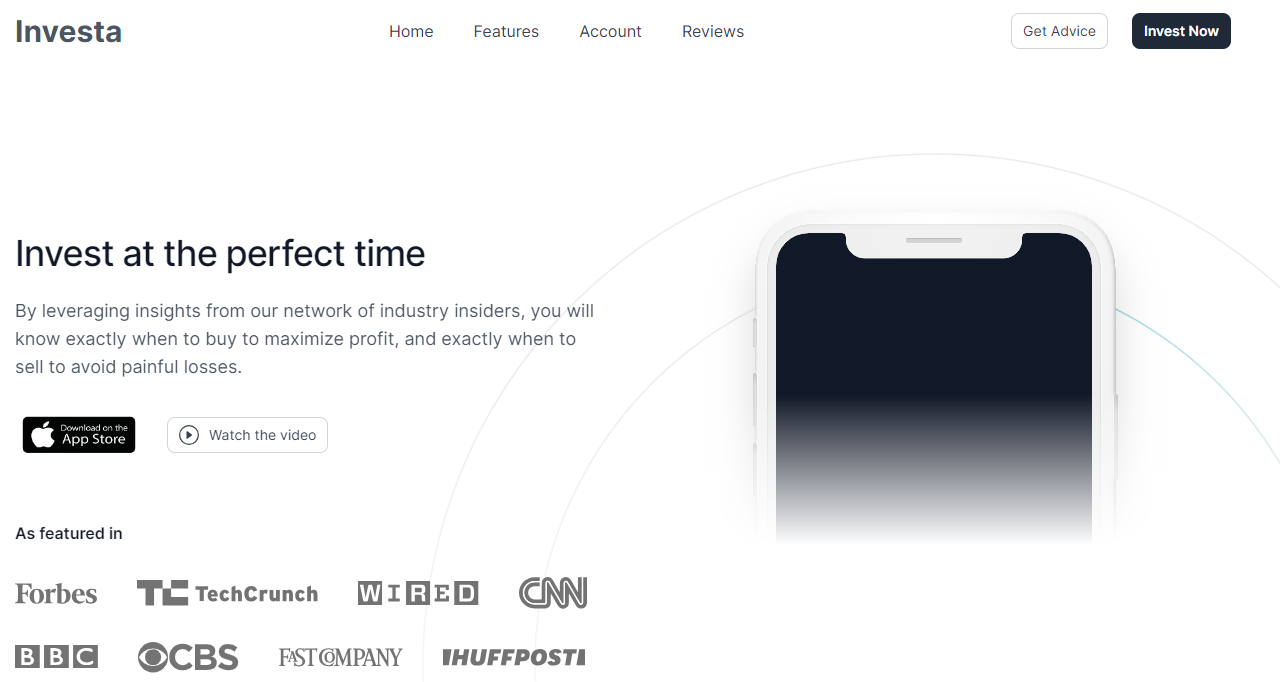 Investa
Home
Features
Account
Reviews
Get Advice
Invest Now
Invest at the perfect time
By leveraging insights from our network of industry insiders, you will
know exactly when to buy to maximize profit, and exactly when to
sell to avoid painful losses.
Download on the
App Store
Watch the video
As featured in
Forbes
TC TechCrunch
WIRED
CNN
BBC
CBS
FAST COMPANY
HUFFPOST